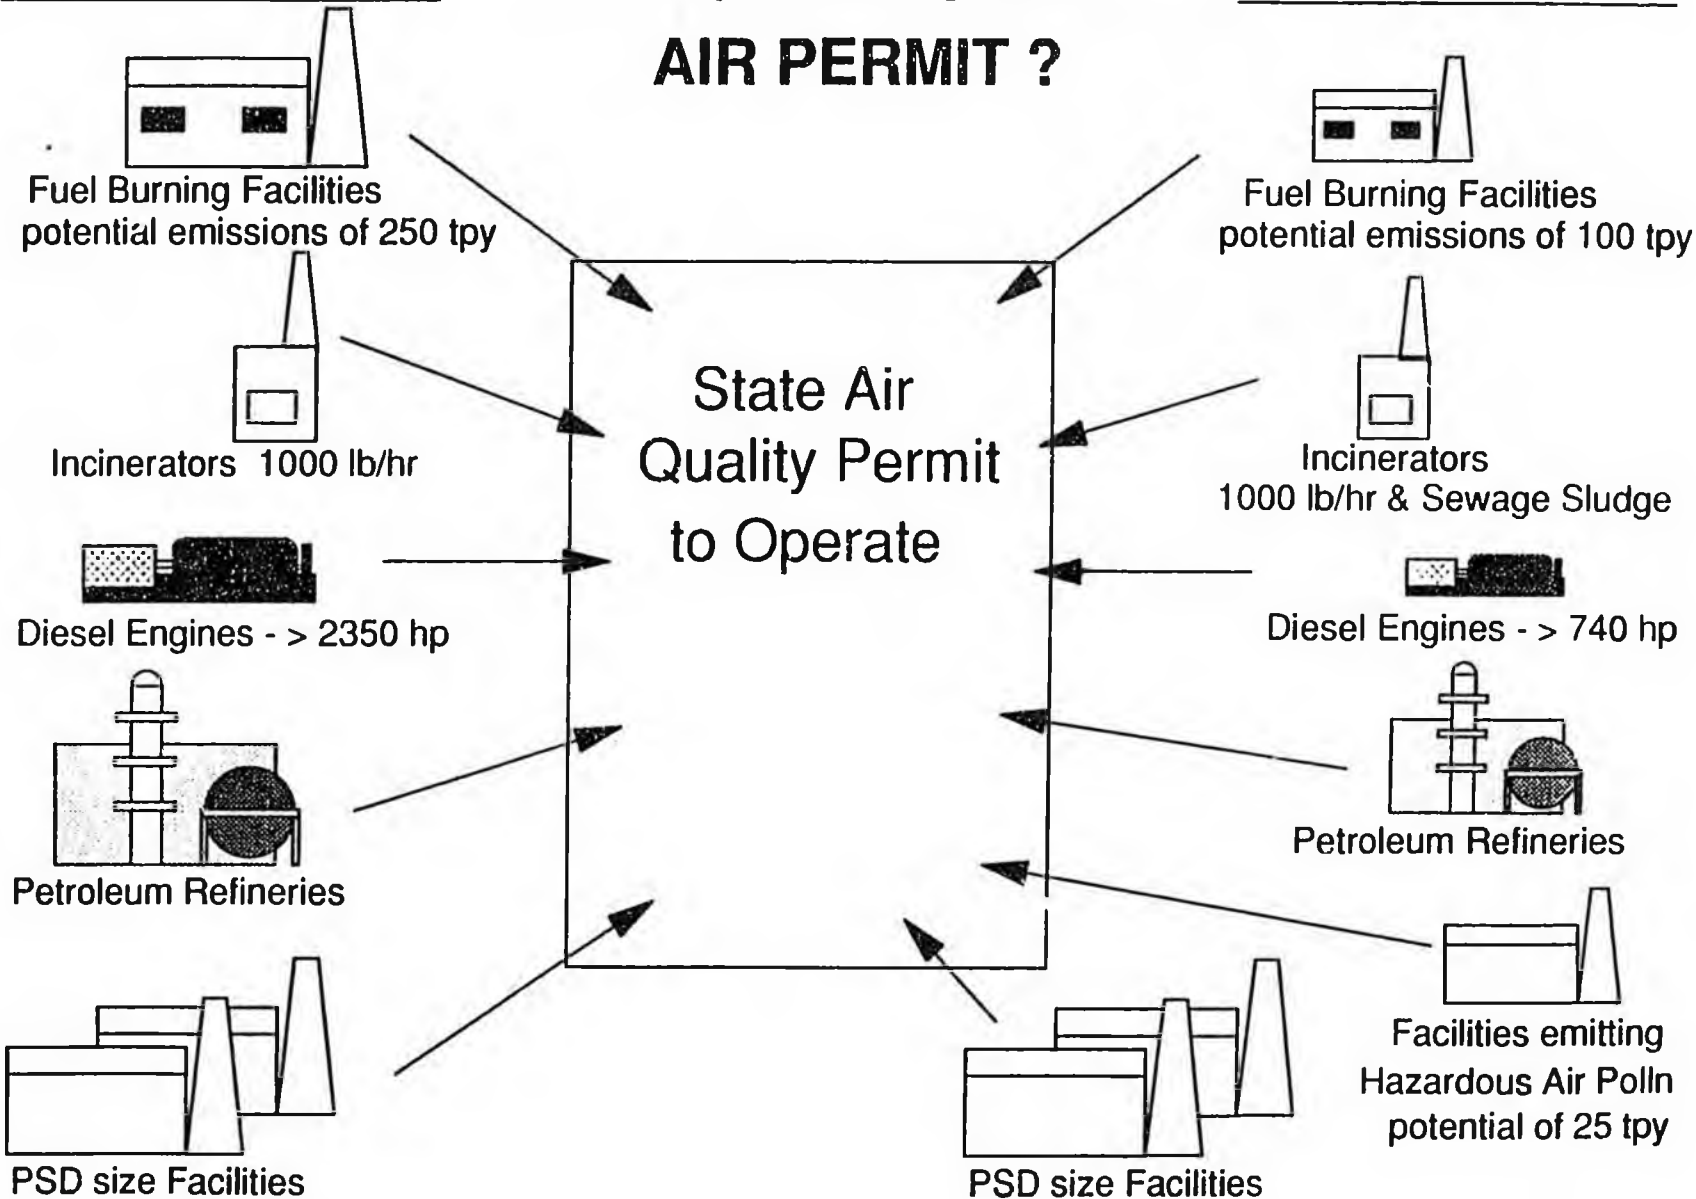 AIR PERMIT ?
Fuel Burning Facilities
potential emissions of 250 tpy
Incinerators 1000 lb/hr
Diesel Engines - > 2350 hp
Petroleum Refineries
PSD size Facilities
State Air
Quality Permit
to Operate
Fuel Burning Facilities
potential emissions of 100 tpy
Incinerators
1000 lb/hr & Sewage Sludge
Diesel Engines - > 740 hp
Petroleum Refineries
Facilities emitting
Hazardous Air Polln
potential of 25 tpy
PSD size Facilities